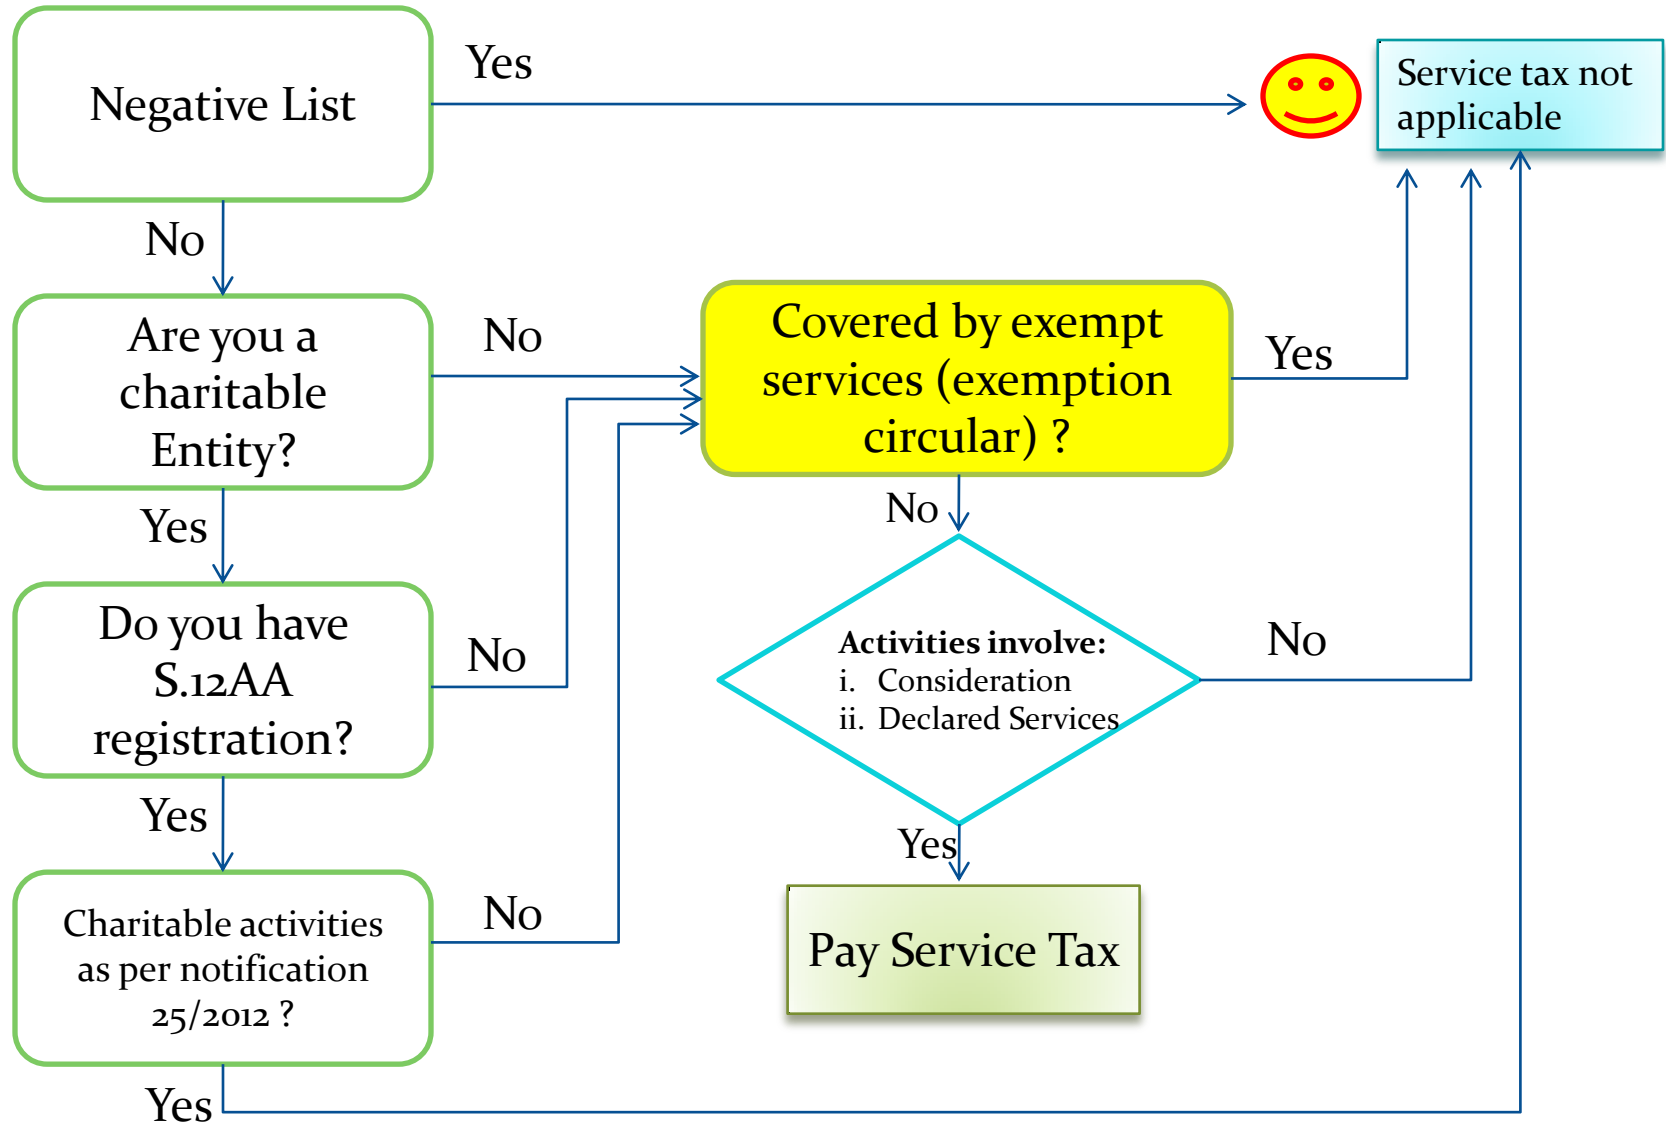 Negative List
Yes
Service tax not
applicable
No
Are you a
charitable
Entity?
No
Covered by exempt
services (exemption
circular) ?
Yes
Yes
No
Do you have
S.12AA
registration?
No
Activities involve:
i. Consideration
ii. Declared Services
No
Yes
Yes
Charitable activities
as per notification
25/2012 ?
No
Pay Service Tax
Yes